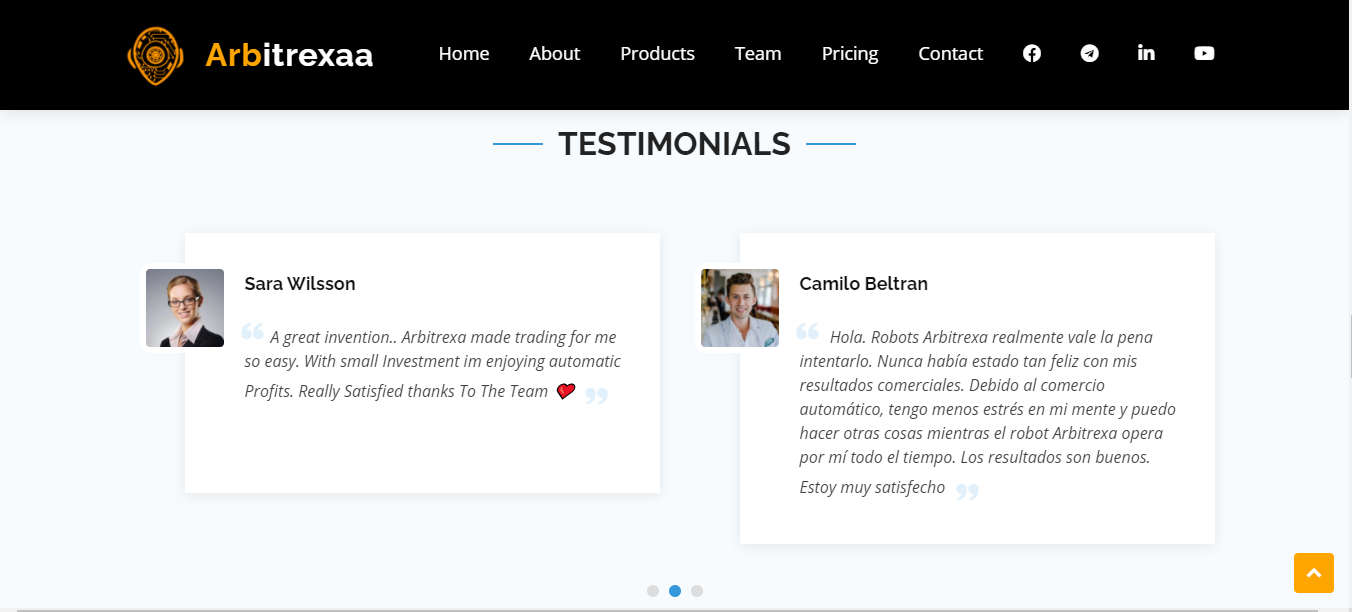 Arbitrexaa Home About Products Team Pricing Contact
TESTIMONIALS
Sara Wilsson
A great invention.. Arbitrexa made trading for me
so easy. With small Investment im enjoying automatic
Profits. Really Satisfied thanks To The Team
Camilo Beltran
Hola. Robots Arbitrexa realmente vale la pena
intentarlo. Nunca había estado tan feliz con mis
resultados comerciales. Debido al comercio
automático, tengo menos estrés en mi mente y puedo
hacer otras cosas mientras el robot Arbitrexa opera
por mí todo el tiempo. Los resultados son buenos.
Estoy muy satisfecho